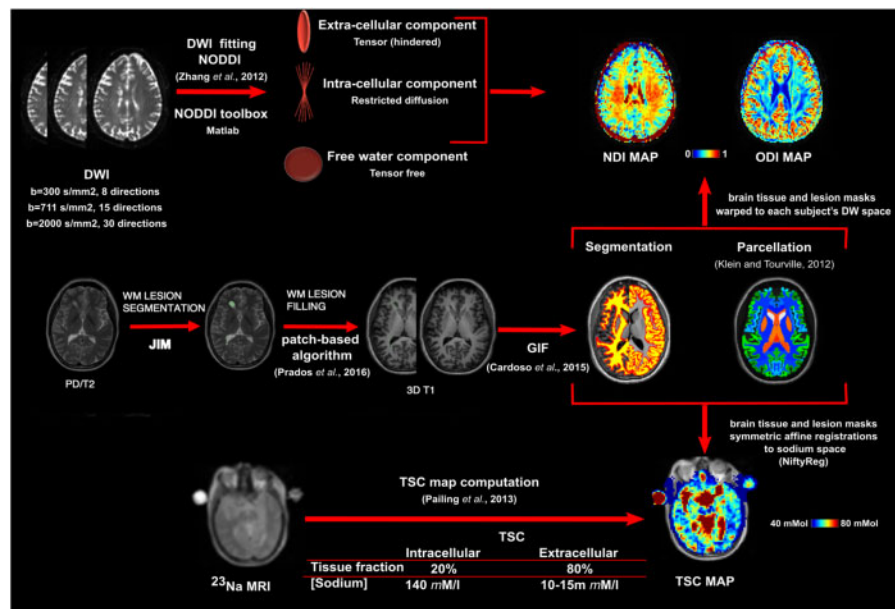 DWI fitting
NODDI
(Zhang et al., 2012)
NODDI toolbox
Matlab
Extra-cellular component
Tensor (hindered)
Intra-cellular component
Restricted diffusion
Free water component
Tensor free
DWI
b=300 s/mm2, 8 directions
b=711 s/mm2, 15 directions
b=2000 s/mm2, 30 directions
NDI MAP
0
1
ODI MAP
brain tissue and lesion masks
warped to each subject's DW space
Segmentation
Parcellation
(Klein and Tourville, 2012)
WM LESION
SEGMENTATION
JIM
WM LESION
FILLING
patch-based
algorithm
(Prados et al., 2016)
GIF
(Cardoso et al., 2015)
PD/T2
3D T1
brain tissue and lesion masks
symmetric affine registrations
to sodium space
(NiftyReg)
TSC map computation
(Pailing et al., 2013)
40 mMol
80 mMol
TSC
Intracellular Extracellular
Tissue fraction 20% 80%
[Sodium] 140 mM/l 10-15m mM/l
23Na MRI
TSC MAP